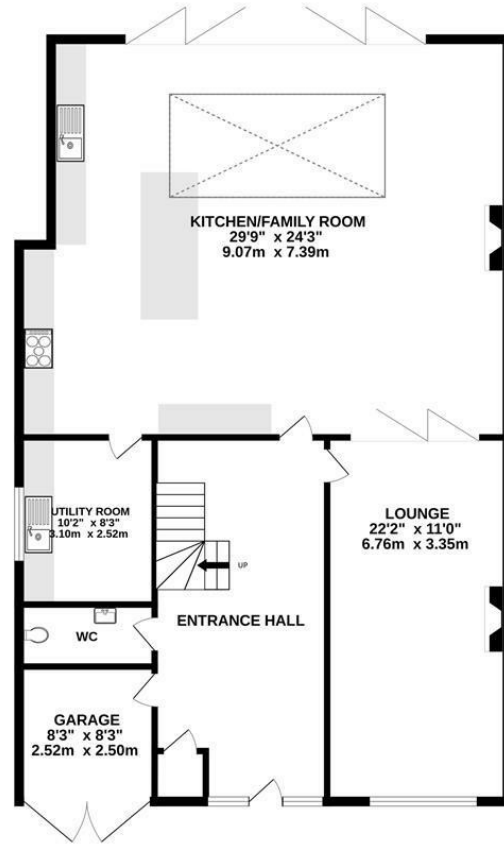 KITCHEN/FAMILY ROOM
29'9" x 24'3"
9.07m x 7.39m
UTILITY ROOM
10'2" x 8'3"
3.10m x 2.52m
LOUNGE
22'2" x 11'0"
6.76m x 3.35m
UP
ENTRANCE HALL
WC
GARAGE
8'3" x 8'3"
2.52m x 2.50m